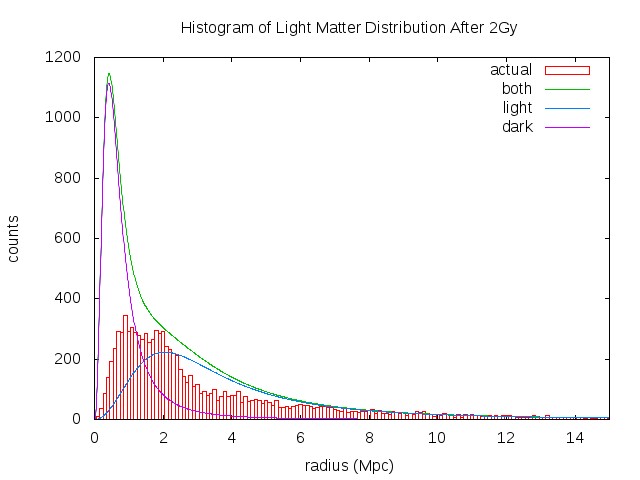 Histogram of Light Matter Distribution After 2Gy
1200
1000
800
600
400
200
0
counts
actual
both
light
dark
0 2 4 6 8 10 12 14
radius (Mpc)